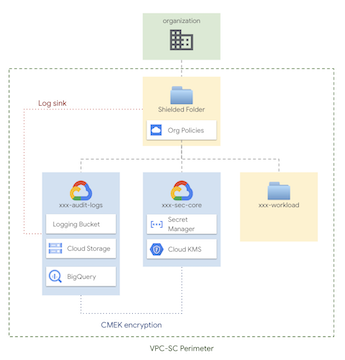 organization
Log sink
Shielded Folder
Org Policies
xxx-audit-logs
xxx-sec-core
xxx-workload
Logging Bucket
Secret
Manager
Cloud Storage
Cloud KMS
BigQuery
CMEK encryption
VPC-SC Perimeter